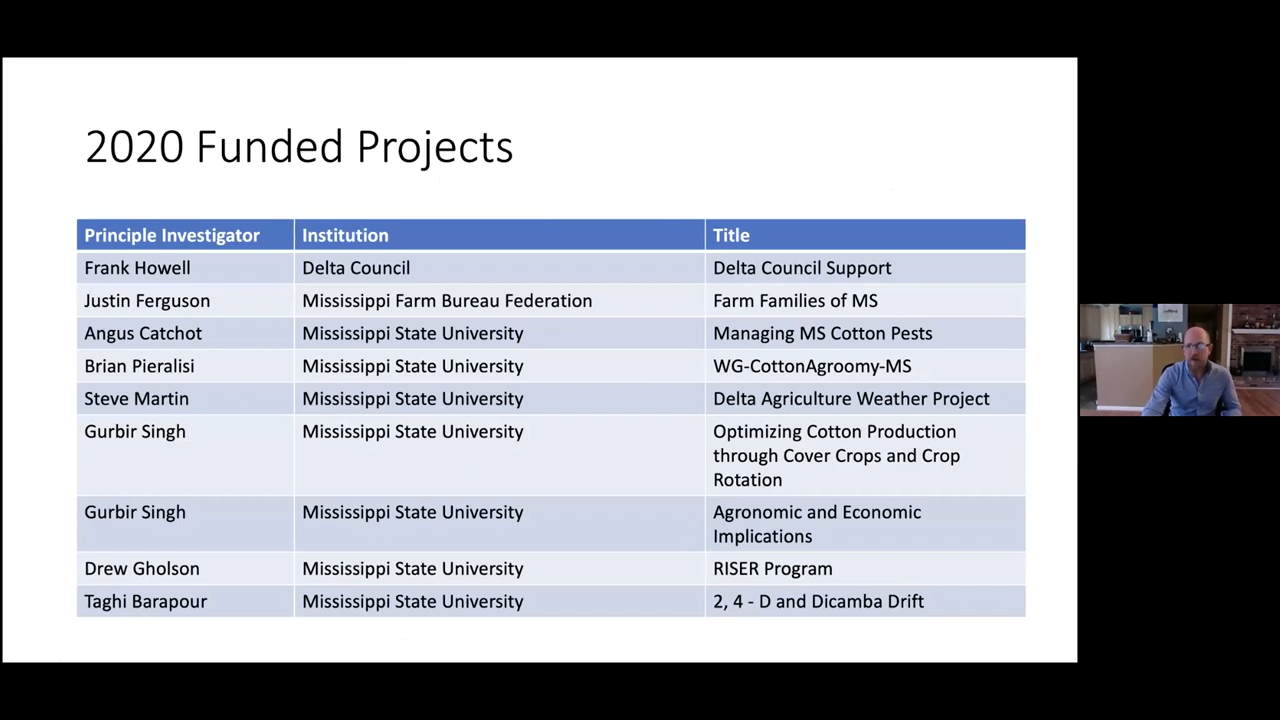 2020 Funded Projects
Principle Investigator Institution Title
Frank Howell Delta Council Delta Council Support
Justin Ferguson Mississippi Farm Bureau Federation Farm Families of MS
Angus Catchot Mississippi State University Managing MS Cotton Pests
Brian Pieralisi Mississippi State University WG-CottonAgroomy-MS
Steve Martin Mississippi State University Delta Agriculture Weather Project
Gurbir Singh Mississippi State University Optimizing Cotton Production
through Cover Crops and Crop
Rotation
Gurbir Singh Mississippi State University Agronomic and Economic
Implications
Drew Gholson Mississippi State University RISER Program
Taghi Barapour Mississippi State University 2, 4 - D and Dicamba Drift